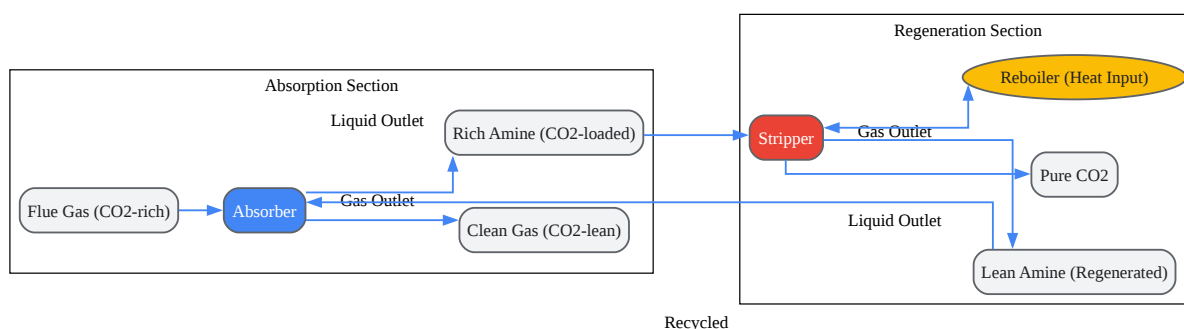 Regeneration Section
Absorption Section
Reboiler (Heat Input)
Liquid Outlet
Rich Amine (CO2-loaded)
Stripper
Gas Outlet
Pure CO2
Flue Gas (CO2-rich)
Absorber
Gas Outlet
Clean Gas (CO2-lean)
Liquid Outlet
Lean Amine (Regenerated)
Recycled